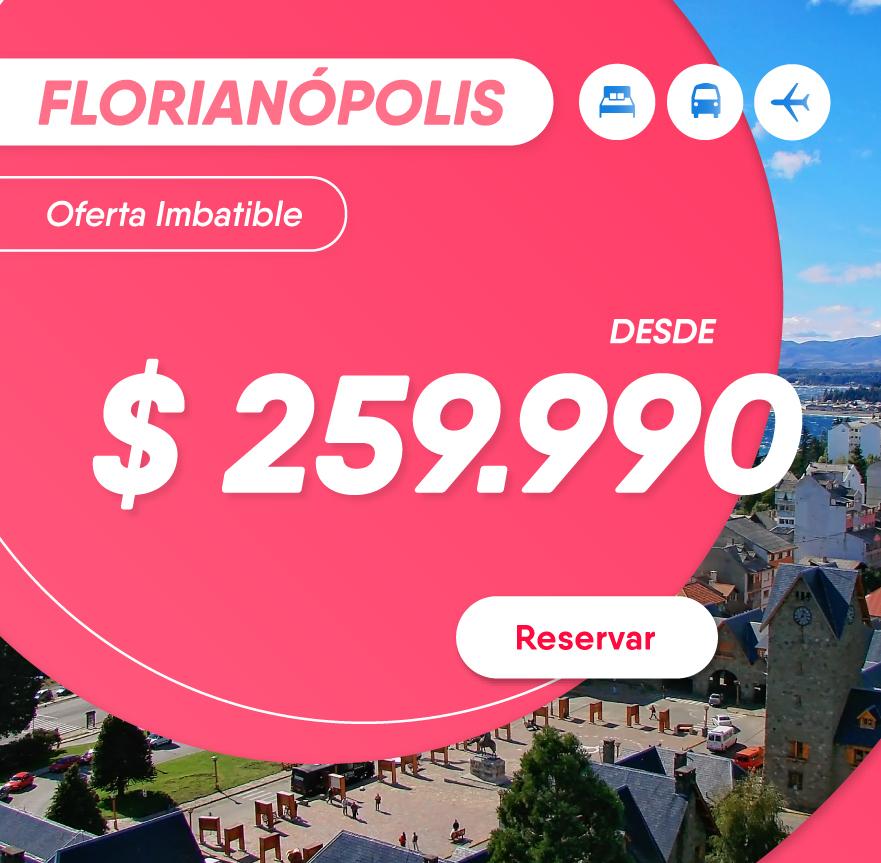 FLORIANÓPOLIS
Oferta Imbatible
DESDE
$ 259.990
Reservar